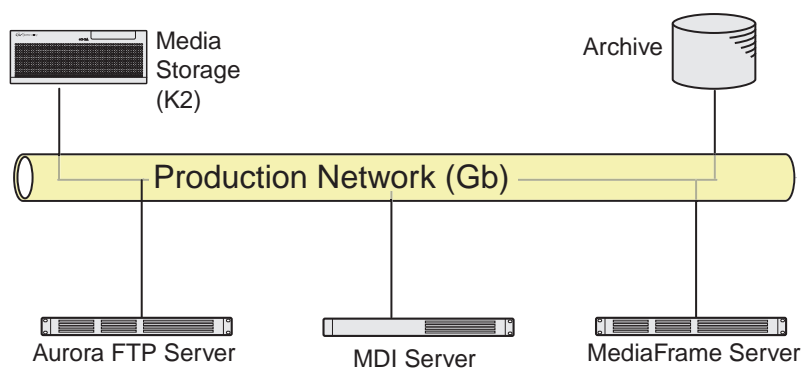 Media
Storage
(K2)
Archive
Production Network (Gb)
Aurora FTP Server
MDI Server
MediaFrame Server